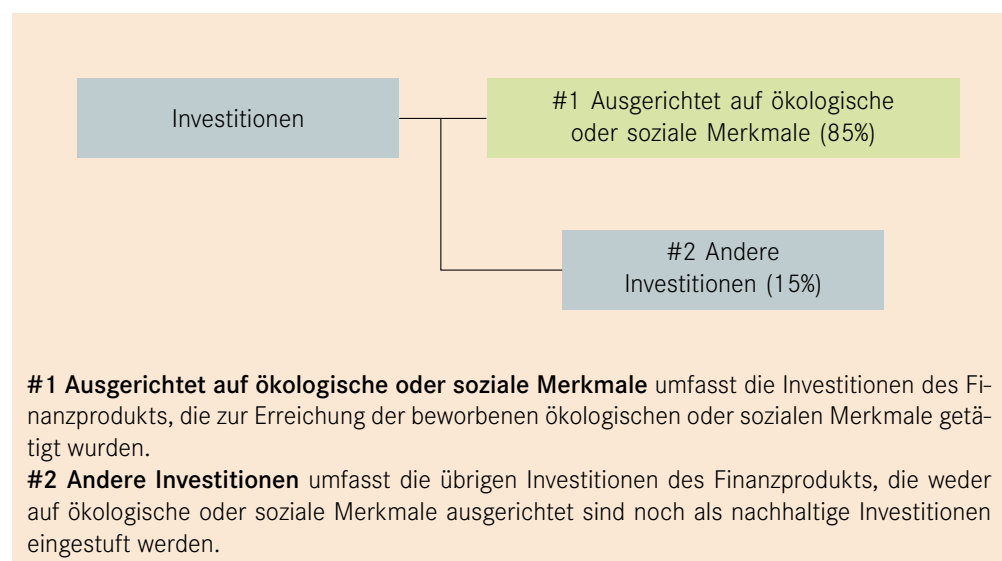 Investitionen
#1 Ausgerichtet auf ökologische
oder soziale Merkmale (85%)
#2 Andere
Investitionen (15%)
#1 Ausgerichtet auf ökologische oder soziale Merkmale umfasst die Investitionen des Fi-
nanzprodukts, die zur Erreichung der beworbenen ökologischen oder sozialen Merkmale getä-
tigt wurden.
#2 Andere Investitionen umfasst die übrigen Investitionen des Finanzprodukts, die weder
auf ökologische oder soziale Merkmale ausgerichtet sind noch als nachhaltige Investitionen
eingestuft werden.